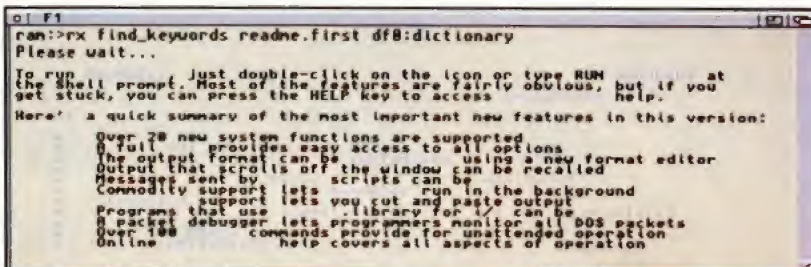 F1
ram:>rx find_keywords readme.first df0:dictionary
Please wait...
To run , just double-click on the icon or type RUN at
the Shell prompt. Most of the features are fairly obvious, but if you
get stuck, you can press the HELP key to access help.
Here' a quick summary of the most important new features in this version:
Over 20 new system functions are supported
A full provides easy access to all options
The output format can be using a new format editor
Output that scrolls off the window can be recalled
Messages sent by scripts can be
Commodity support lets run in the background
support lets you cut and paste output
Programs that use .library for i/ can be
A packet debugger lets programmers monitor all DOS packets
Over 100 commands provide for unattended operation
Online help covers all aspects of operation